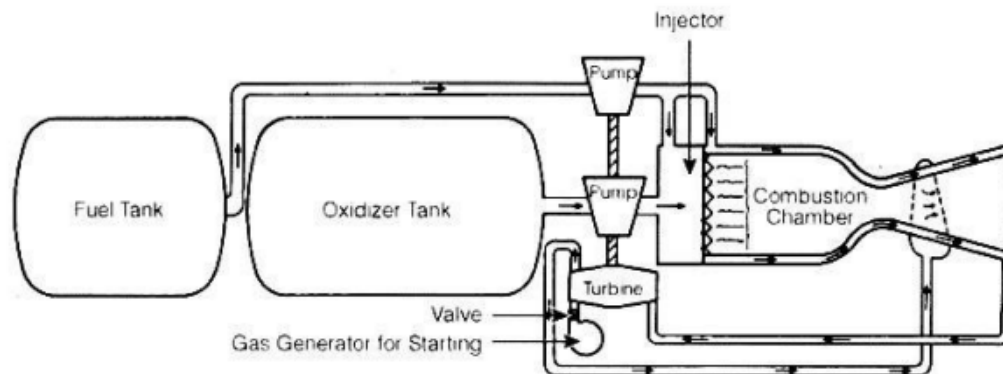 Injector
Pump
Fuel Tank
Oxidizer Tank
Pump
Combustion
Chamber
Turbine
Valve
Gas Generator for Starting